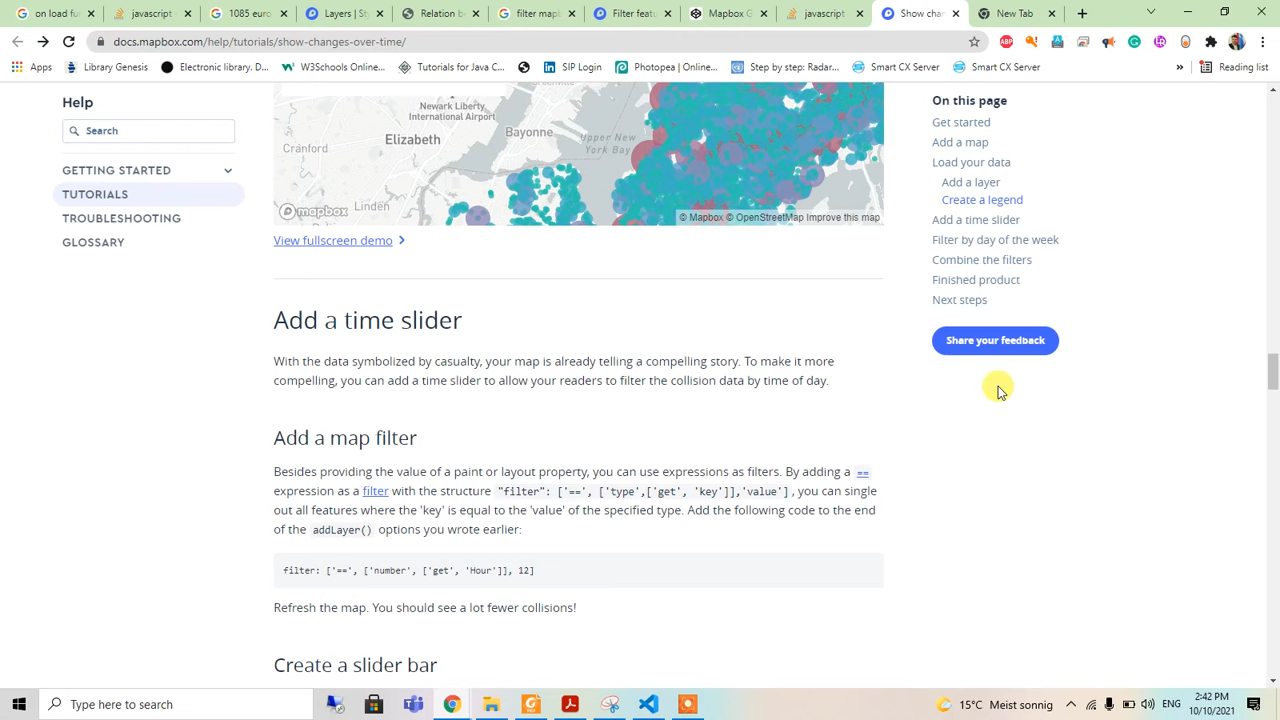 on land
javascript
1085 euro
Layers | St
Relation b
filter map
Filter featu
Mapbox G
javascript
Show chan
New Tab
docs.mapbox.com/help/tutorials/show-changes-over-time/
Apps
Library Genesis
Electronic library. D...
W3Schools Online...
Tutorials for Java C...
SIP Login
Photopea | Online...
Step by step: Radar...
Smart CX Server
Smart CX Server
»
Reading list
Help
Search
GETTING STARTED
TUTORIALS
TROUBLESHOOTING
GLOSSARY
Newark Liberty
International Airport
Elizabeth
Bayonne
Cranford
Upper New
York Bay
Linden
mapbox
© Mapbox © OpenStreetMap Improve this map
View fullscreen demo
Add a time slider
With the data symbolized by casualty, your map is already telling a compelling story. To make it more
compelling, you can add a time slider to allow your readers to filter the collision data by time of day.
Add a map filter
Besides providing the value of a paint or layout property, you can use expressions as filters. By adding a ==
expression as a filter with the structure "filter": ['==', ['type',['get', 'key']],'value'], you can single
out all features where the 'key' is equal to the 'value' of the specified type. Add the following code to the end
of the addLayer() options you wrote earlier:
filter: ['==', ['number', ['get', 'Hour']], 12]
Refresh the map. You should see a lot fewer collisions!
Create a slider bar
On this page
Get started
Add a map
Load your data
Add a layer
Create a legend
Add a time slider
Filter by day of the week
Combine the filters
Finished product
Next steps
Share your feedback
Type here to search
15°C Meist sonnig
ENG
2:42 PM
10/10/2021